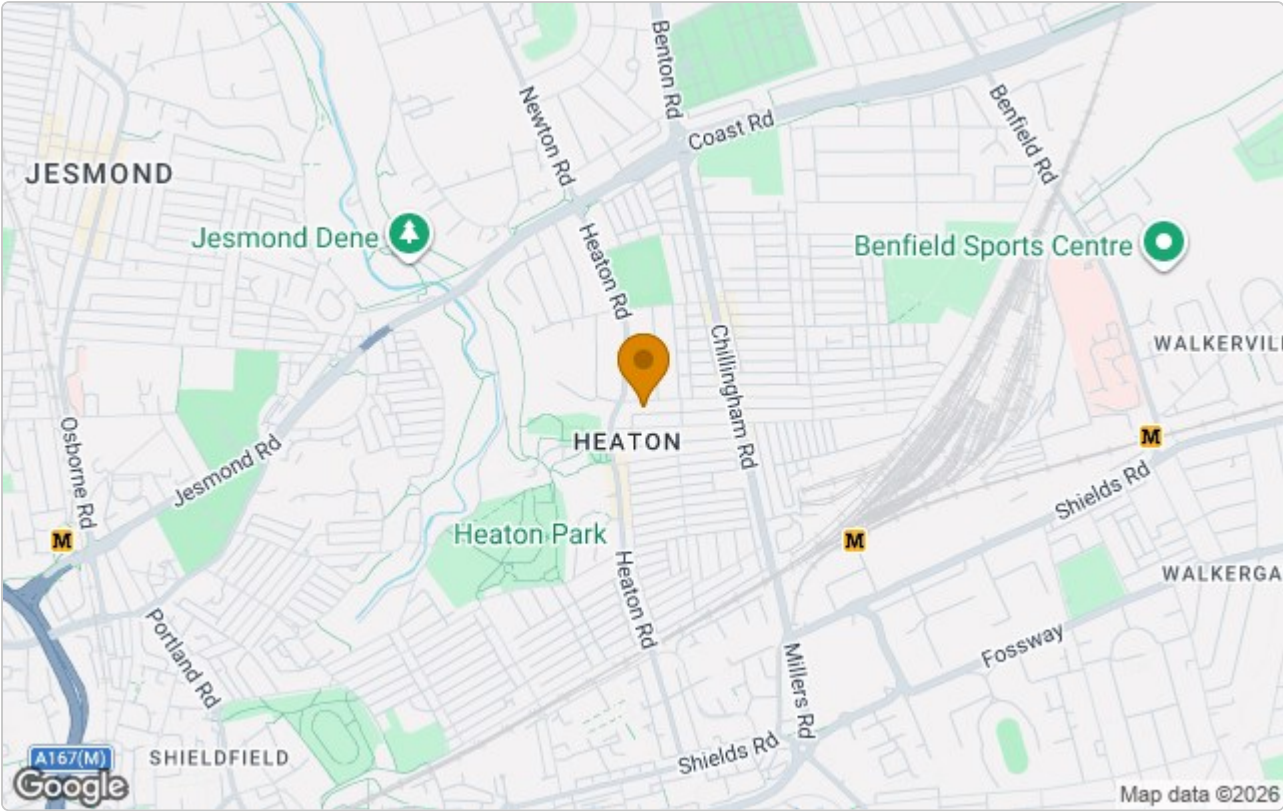 Benton Rd
Newton Rd
Benfield Rd
Coast Rd
JESMOND
Jesmond Dene
Heaton Rd
Benfield Sports Centre
Chillingham Rd
WALKERVILL
Osborne Rd
HEATON
M
Jesmond Rd
Shields Rd
M
Heaton Park
M
WALKERGA
Heaton Rd
Portland Rd
Fossway
Millers Rd
A167(M)
SHIELDFIELD
Shields Rd
Google
Map data ©2026